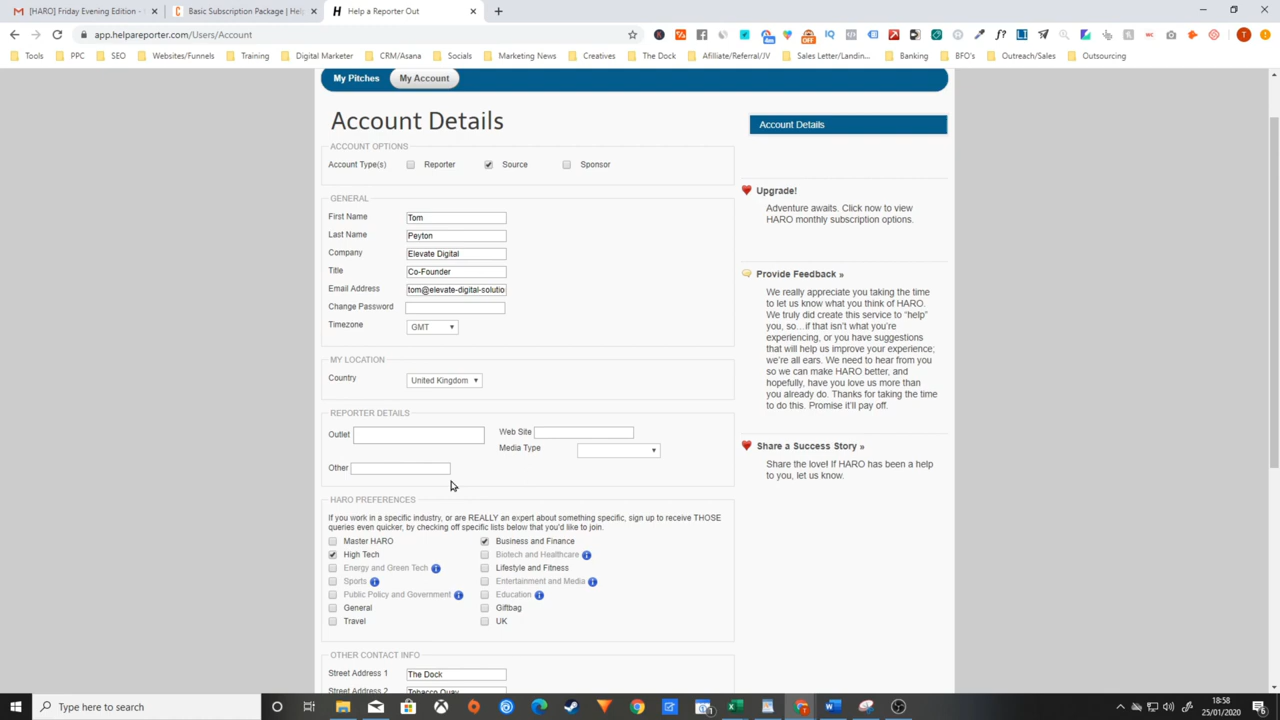 [HARO] Friday Evening Edition -
Basic Subscription Package | Hel
Help a Reporter Out
app.helpareporter.com/Users/Account
Tools
PPC
SEO
Websites/Funnels
Training
Digital Marketer
CRM/Asana
Socials
Marketing News
Creatives
The Dock
Afilliate/Referral/JV
Sales Letter/Landin...
Banking
BFO's
Outreach/Sales
Outsourcing
My Pitches
My Account
Account Details
Account Details
ACCOUNT OPTIONS
Account Type(s)
Reporter
Source
Sponsor
GENERAL
First Name
Tom
Last Name
Peyton
Company
Elevate Digital
Title
Co-Founder
Email Address
tom@elevate-digital-solutio
Change Password
Timezone
GMT
MY LOCATION
Country
United Kingdom
REPORTER DETAILS
Outlet
Web Site
Media Type
Other
HARO PREFERENCES
If you work in a specific industry, or are REALLY an expert about something specific, sign up to receive THOSE
queries even quicker, by checking off specific lists below that you'd like to join.
Master HARO
Business and Finance
High Tech
Biotech and Healthcare
Energy and Green Tech
Lifestyle and Fitness
Sports
Entertainment and Media
Public Policy and Government
Education
General
Giftbag
Travel
UK
OTHER CONTACT INFO
Street Address 1
The Dock
Street Address 2
Tobacco Quay
Upgrade!
Adventure awaits. Click now to view
HARO monthly subscription options.
Provide Feedback »
We really appreciate you taking the time
to let us know what you think of HARO.
We truly did create this service to "help"
you, so…if that isn't what you're
experiencing, or you have suggestions
that will help us improve your experience;
we're all ears. We need to hear from you
so we can make HARO better, and
hopefully, have you love us more than
you already do. Thanks for taking the time
to do this. Promise it'll pay off.
Share a Success Story »
Share the love! If HARO has been a help
to you, let us know.
Type here to search
18:58
25/01/2020